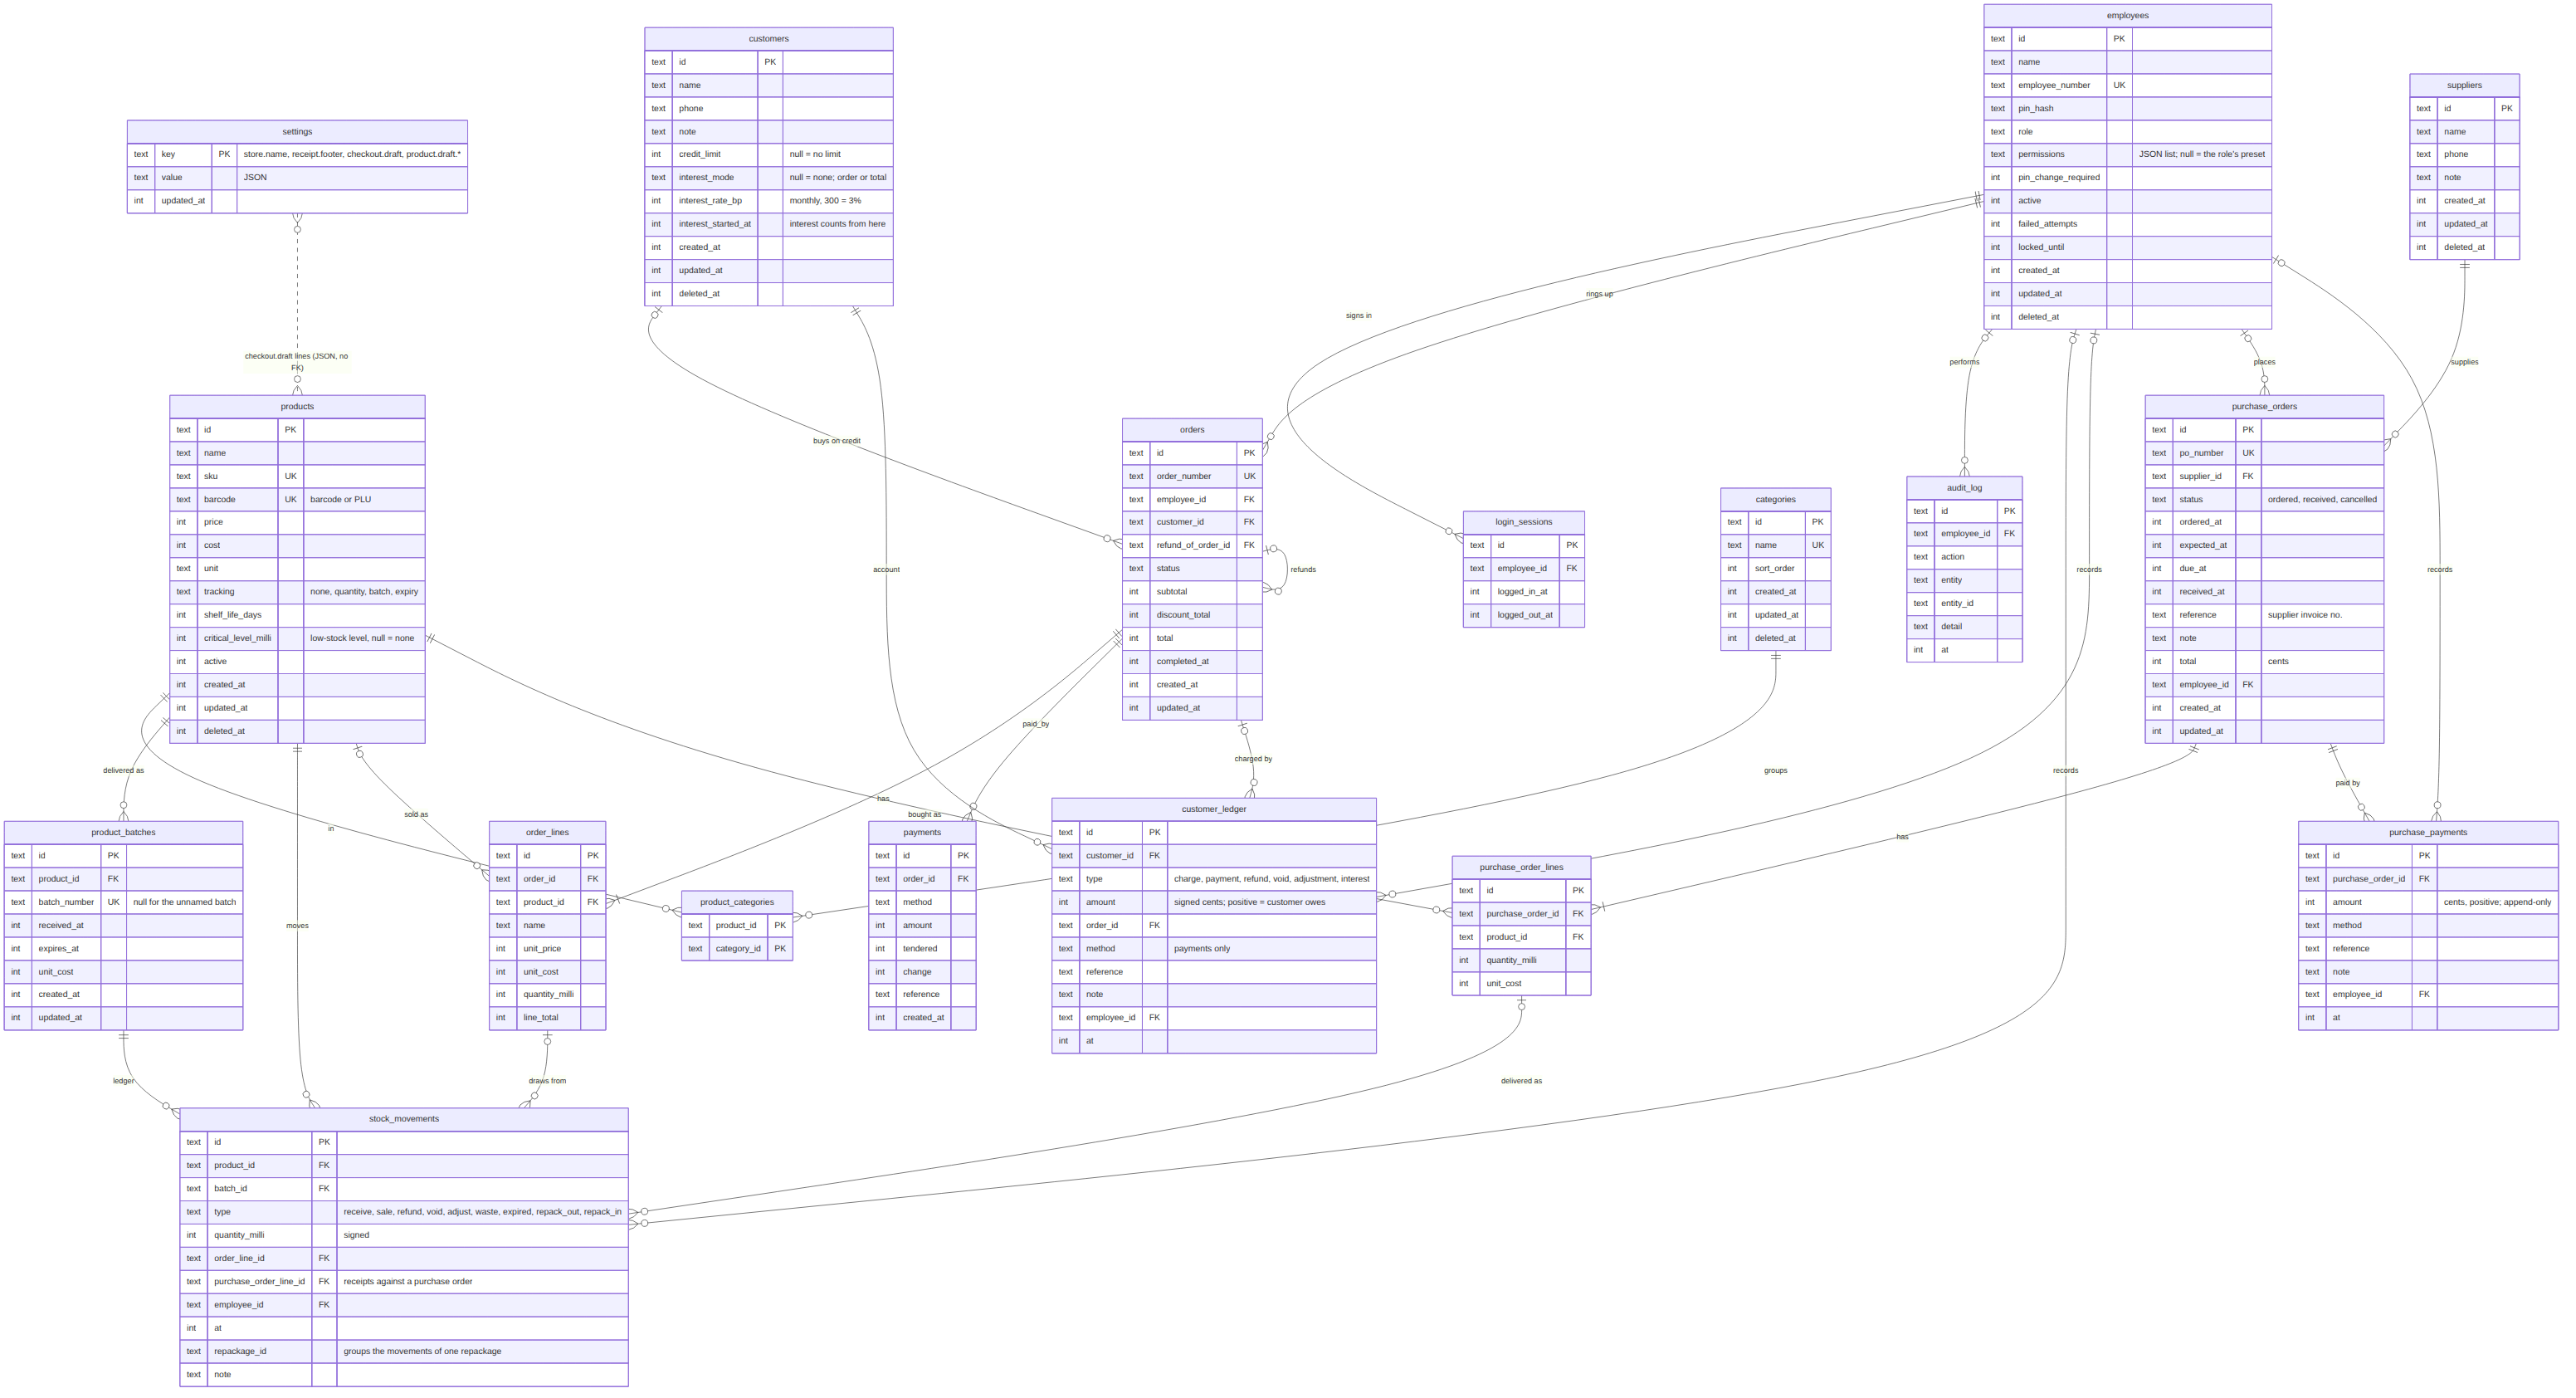 employees
text id PK
text name
text employee_number UK
text pin_hash
text role
text permissions JSON list; null = the role's preset
int pin_change_required
int active
int failed_attempts
int locked_until
int created_at
int updated_at
int deleted_at
customers
text id PK
text name
text phone
text note
int credit_limit null = no limit
text interest_mode null = none; order or total
int interest_rate_bp monthly, 300 = 3%
int interest_started_at interest counts from here
int created_at
int updated_at
int deleted_at
suppliers
text id PK
text name
text phone
text note
int created_at
int updated_at
int deleted_at
settings
text key PK store.name, receipt.footer, checkout.draft, product.draft.*
text value JSON
int updated_at
rings up
signs in
checkout.draft lines (JSON, no
FK)
performs
places
supplies
buys on credit
products
text id PK
text name
text sku UK
text barcode UK barcode or PLU
int price
int cost
text unit
text tracking none, quantity, batch, expiry
int shelf_life_days
int critical_level_milli low-stock level, null = none
int active
int created_at
int updated_at
int deleted_at
orders
text id PK
text order_number UK
text employee_id FK
text customer_id FK
text refund_of_order_id FK
text status
int subtotal
int discount_total
int total
int completed_at
int created_at
int updated_at
refunds
account
login_sessions
text id PK
text employee_id FK
int logged_in_at
int logged_out_at
categories
text id PK
text name UK
int sort_order
int created_at
int updated_at
int deleted_at
audit_log
text id PK
text employee_id FK
text action
text entity
text entity_id
text detail
int at
records
purchase_orders
text id PK
text po_number UK
text supplier_id FK
text status ordered, received, cancelled
int ordered_at
int expected_at
int due_at
int received_at
text reference supplier invoice no.
text note
int total cents
text employee_id FK
int created_at
int updated_at
records
delivered as
in
sold as
moves
has
paid_by
bought as
charged by
groups
records
has
paid by
product_batches
text id PK
text product_id FK
text batch_number UK null for the unnamed batch
int received_at
int expires_at
int unit_cost
int created_at
int updated_at
order_lines
text id PK
text order_id FK
text product_id FK
text name
int unit_price
int unit_cost
int quantity_milli
int line_total
product_categories
text product_id PK
text category_id PK
payments
text id PK
text order_id FK
text method
int amount
int tendered
int change
text reference
int created_at
customer_ledger
text id PK
text customer_id FK
text type charge, payment, refund, void, adjustment, interest
int amount signed cents; positive = customer owes
text order_id FK
text method payments only
text reference
text note
text employee_id FK
int at
purchase_order_lines
text id PK
text purchase_order_id FK
text product_id FK
int quantity_milli
int unit_cost
purchase_payments
text id PK
text purchase_order_id FK
int amount cents, positive; append-only
text method
text reference
text note
text employee_id FK
int at
ledger
draws from
delivered as
stock_movements
text id PK
text product_id FK
text batch_id FK
text type receive, sale, refund, void, adjust, waste, expired, repack_out, repack_in
int quantity_milli signed
text order_line_id FK
text purchase_order_line_id FK receipts against a purchase order
text employee_id FK
int at
text repackage_id groups the movements of one repackage
text note